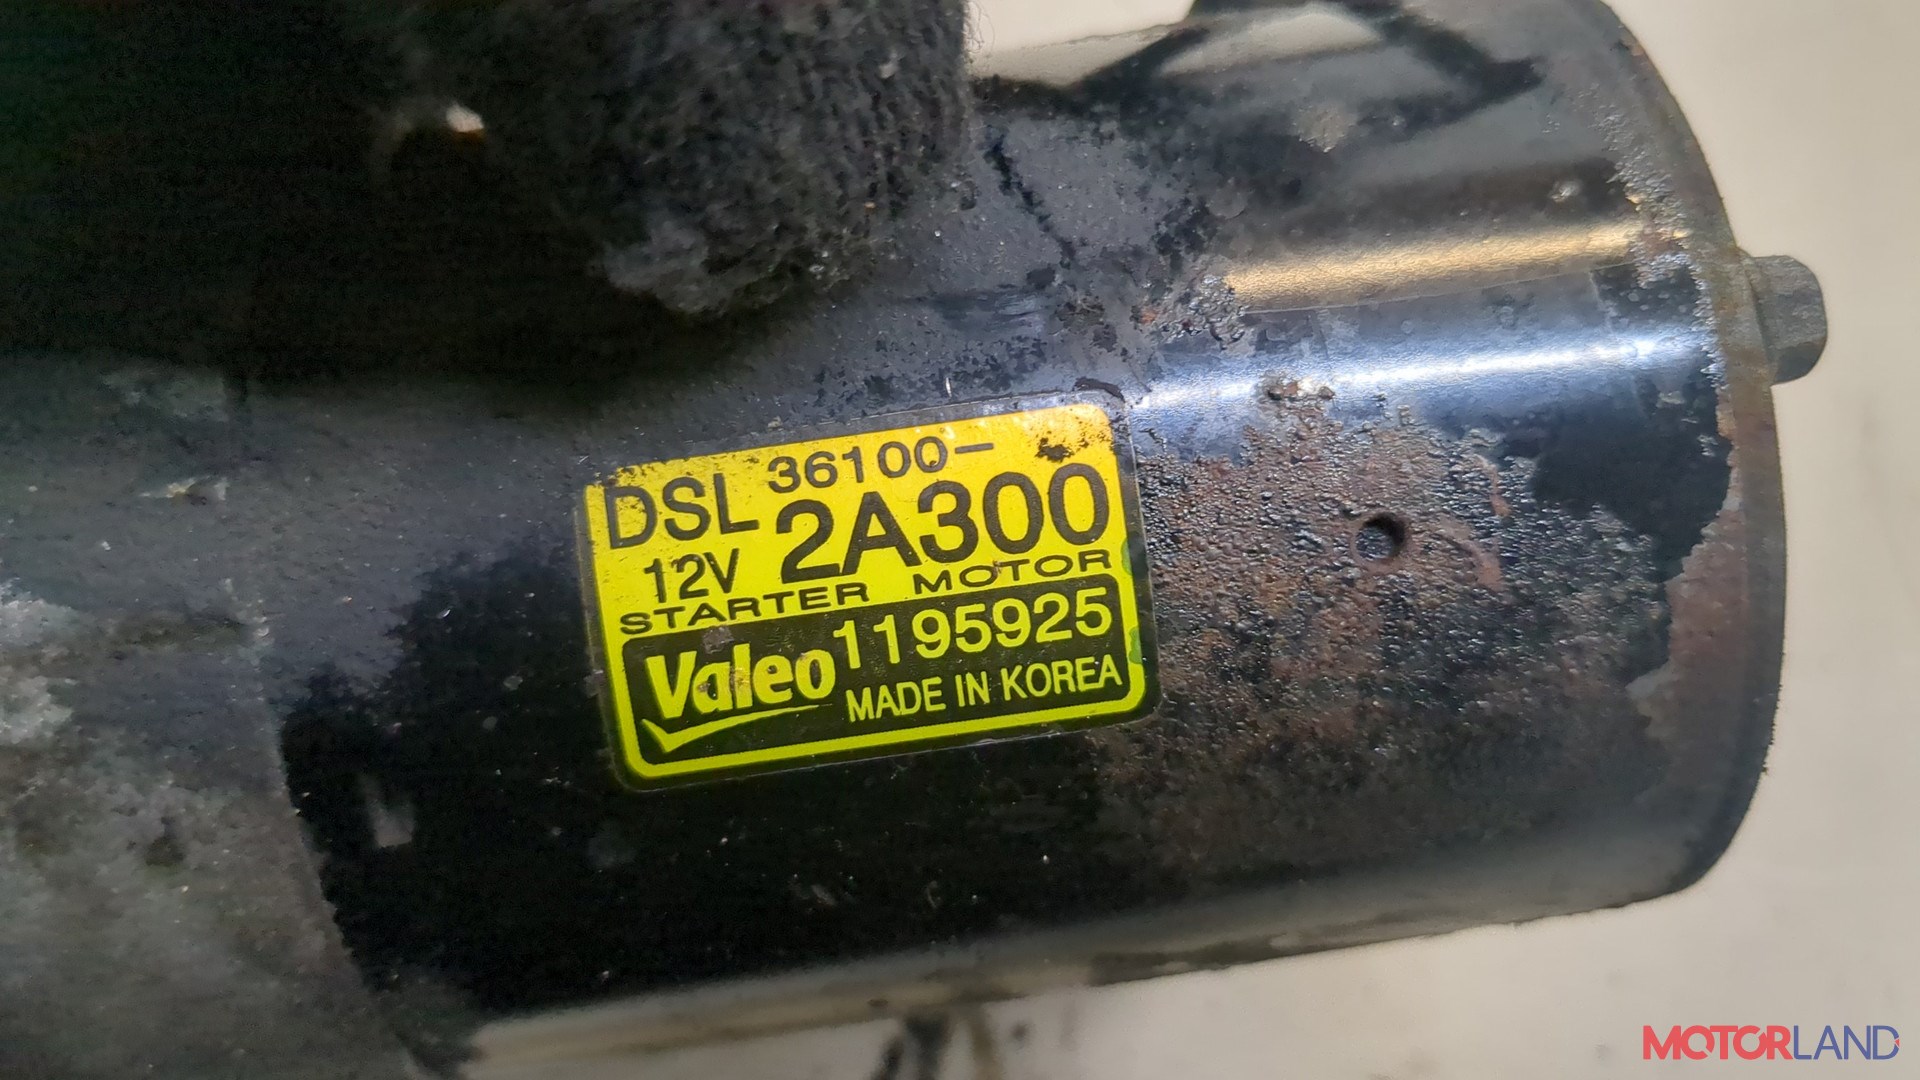 36100-
DSL 2A300
12V
STARTER MOTOR
Valeo 1195925
MADE IN KOREA
MOTORLAND